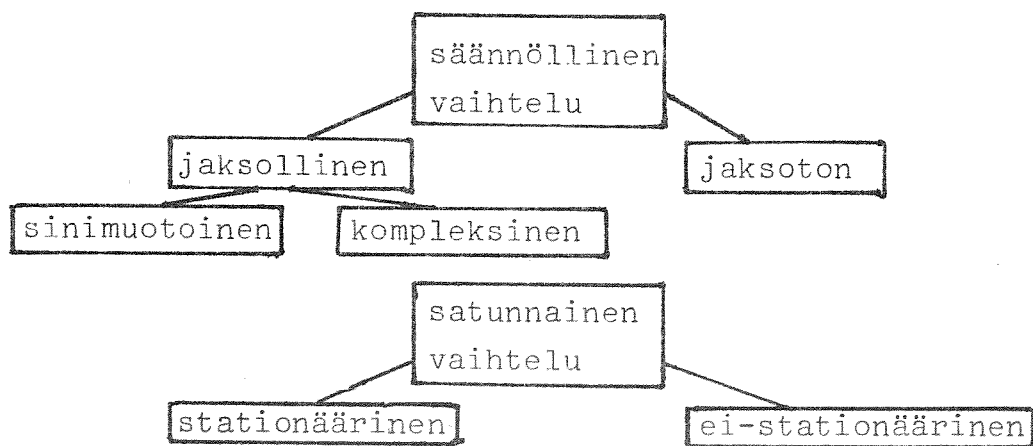 säännöllinen
vaihtelu
jaksollinen
jaksoton
sinimuotoinen
kompleksinen
satunnainen
vaihtelu
stationäärinen
ei-stationäärinen